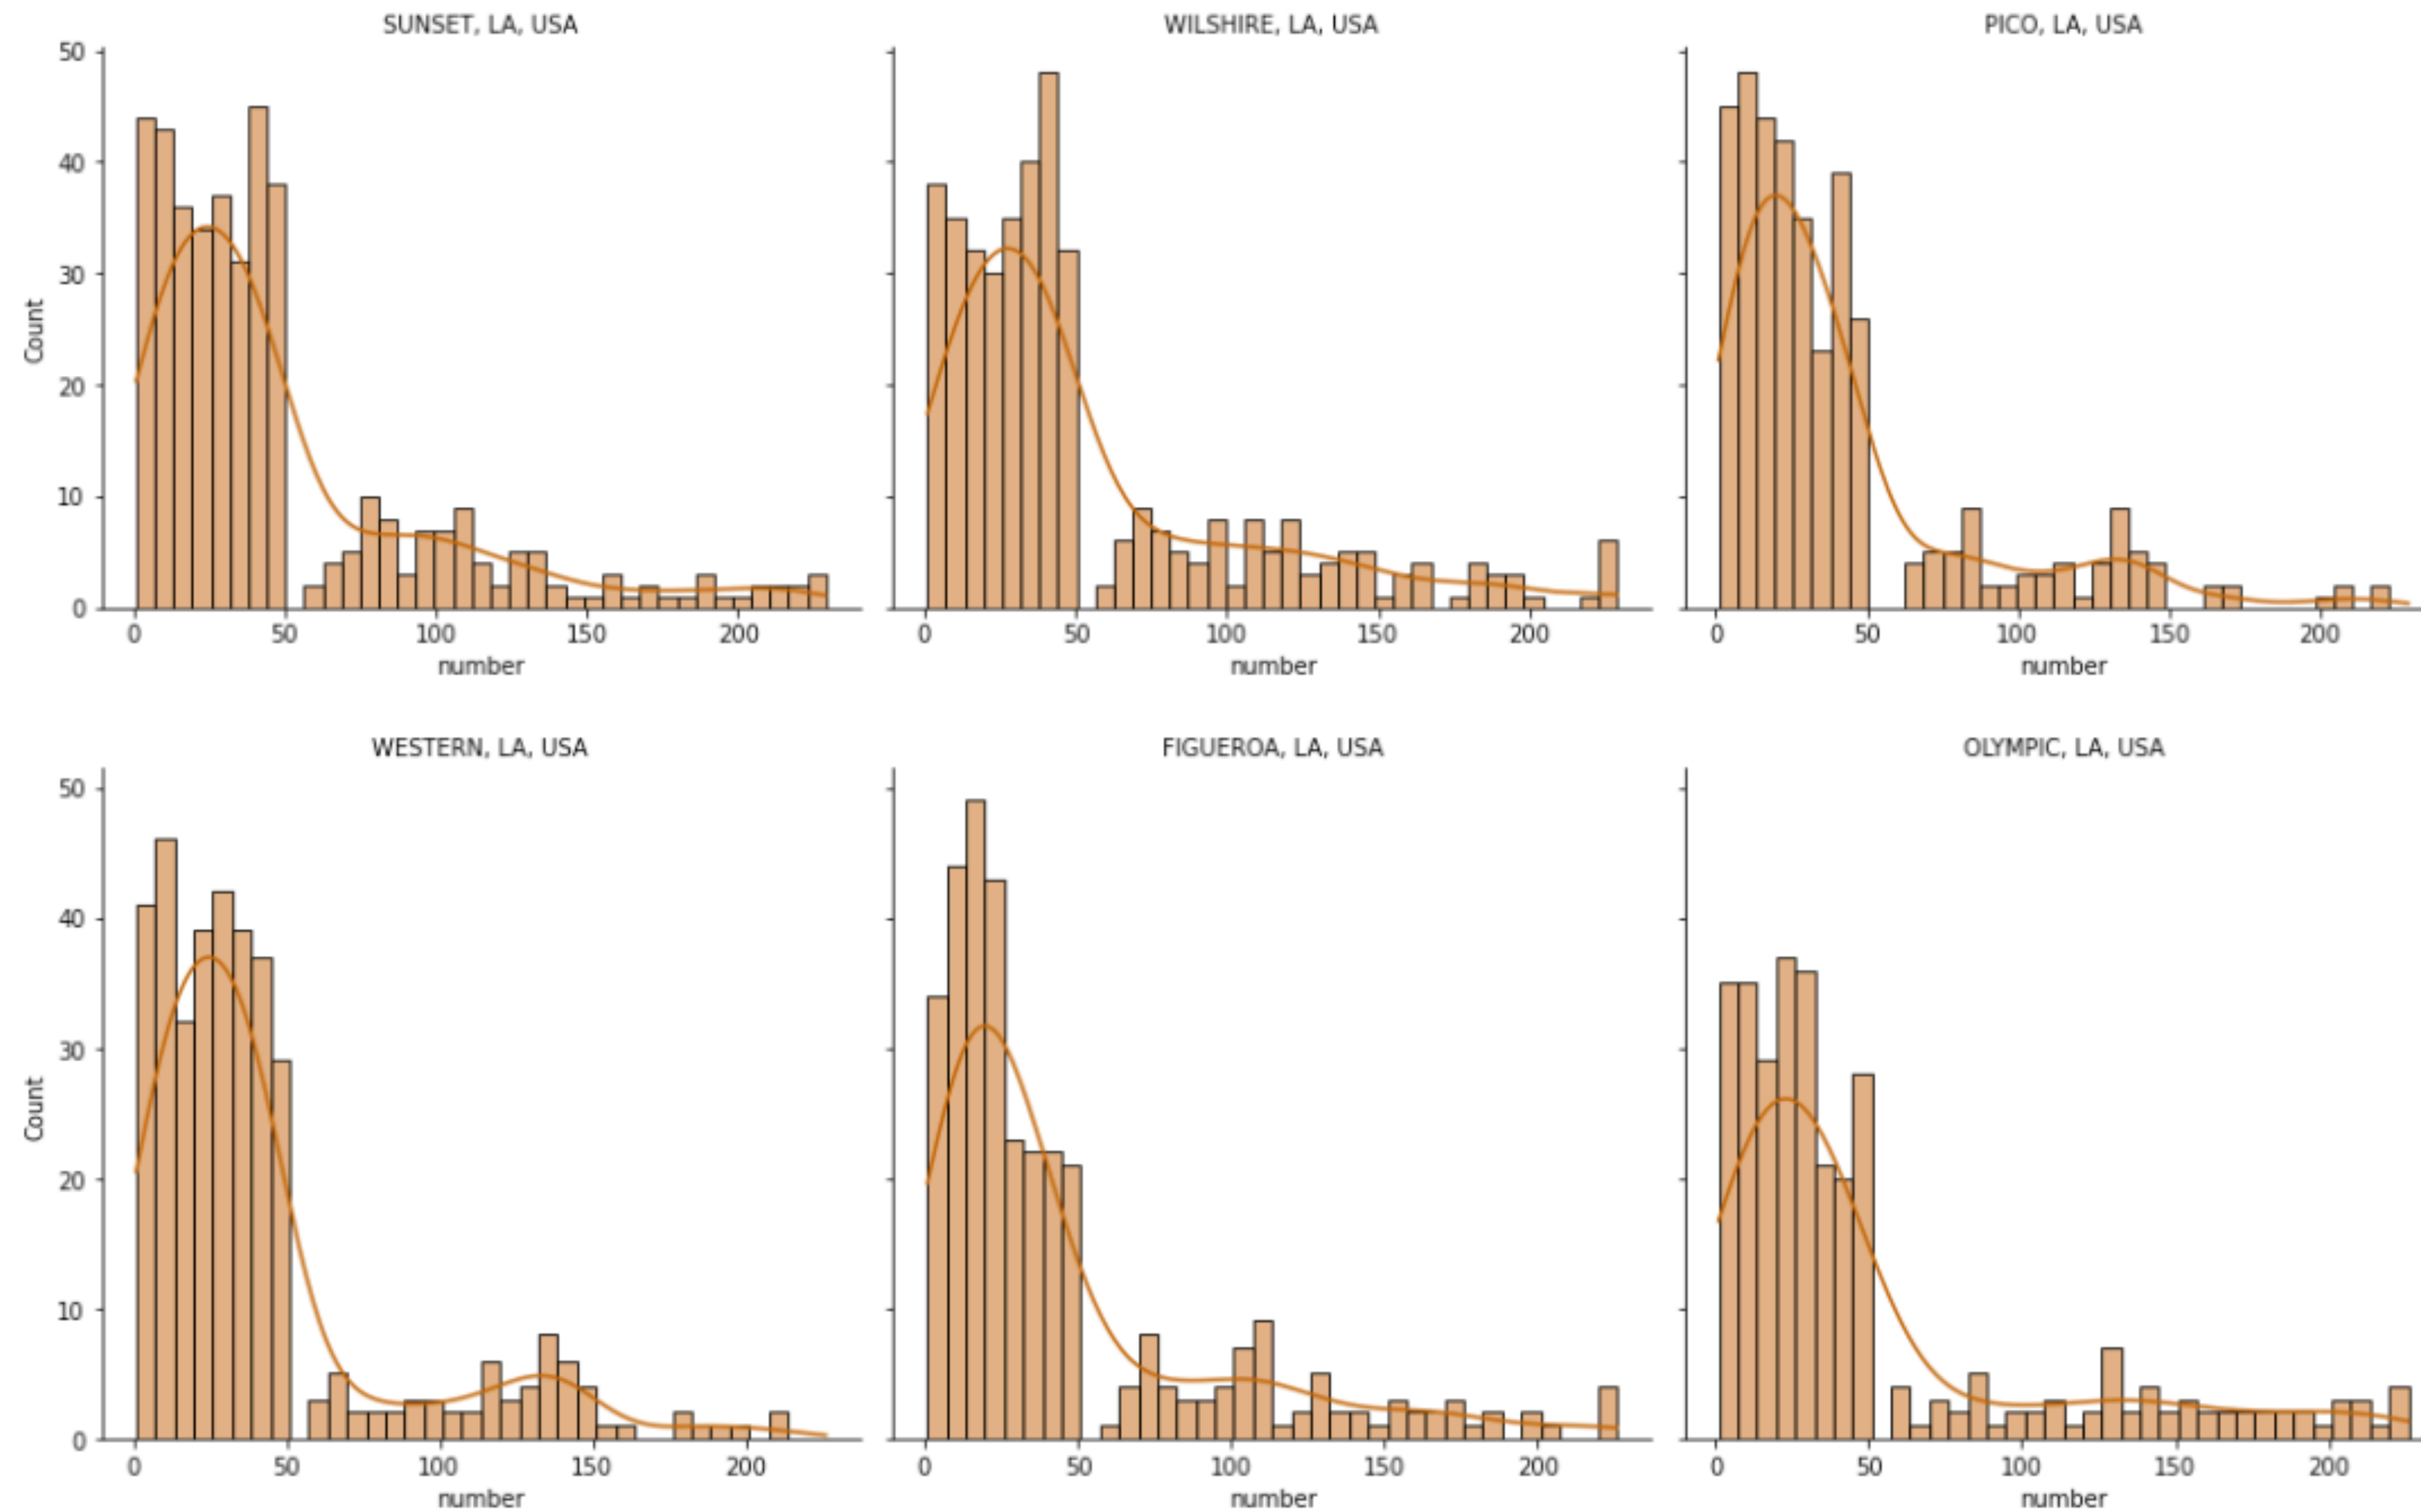 SUNSET, LA, USA
WILSHIRE, LA, USA
PICO, LA, USA
50
40
30
20
10
0
Count
0 50 100 150 200
number
0 50 100 150 200
number
0 50 100 150 200
number
WESTERN, LA, USA
FIGUEROA, LA, USA
OLYMPIC, LA, USA
50
40
30
20
10
0
Count
0 50 100 150 200
number
0 50 100 150 200
number
0 50 100 150 200
number